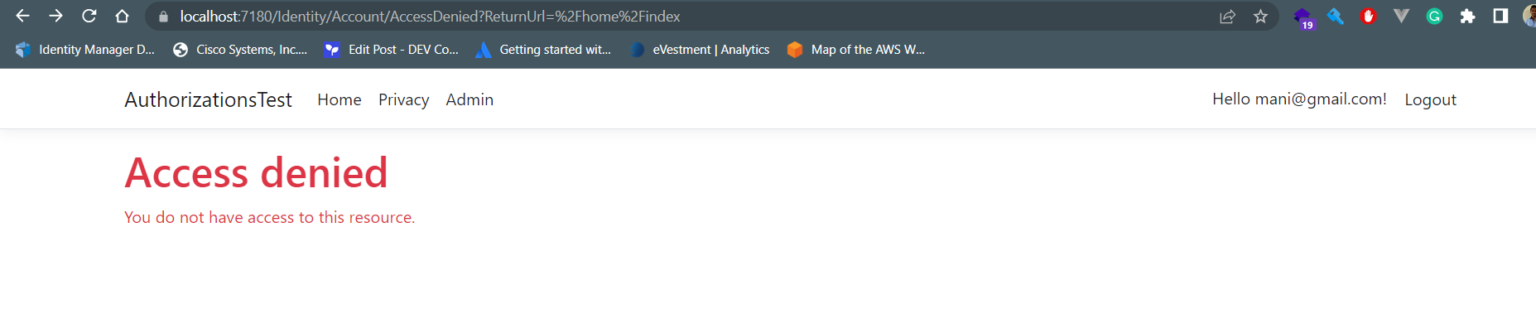 localhost:7180/Identity/Account/AccessDenied?ReturnUrl=%2Fhome%2Findex
19
Identity Manager D... Cisco Systems, Inc.... Edit Post - DEV Co... Getting started wit... eVestment | Analytics Map of the AWS W...
AuthorizationsTest Home Privacy Admin Hello mani@gmail.com! Logout
Access denied
You do not have access to this resource.